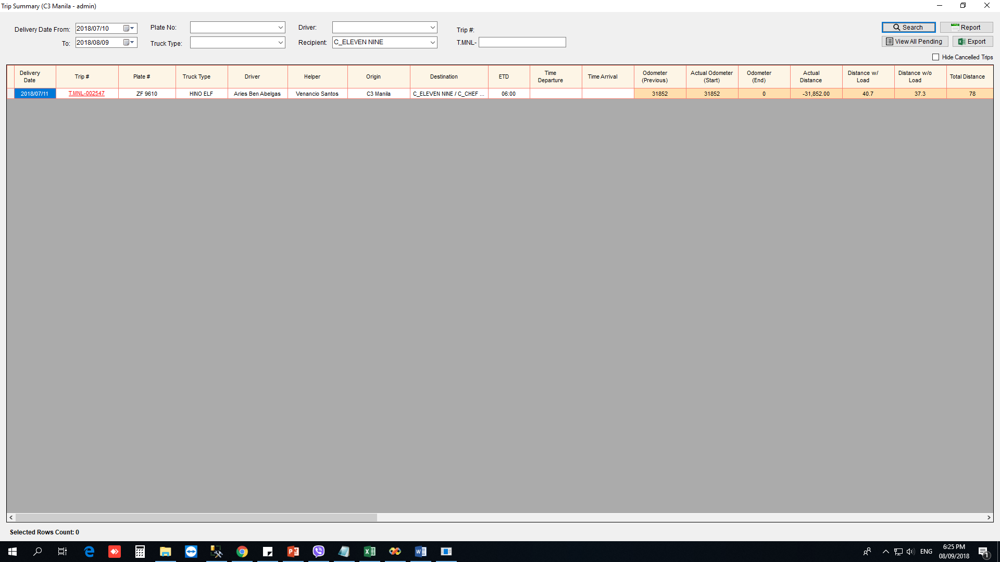 Trip Summary (C3 Manila - admin)
Delivery Date From: 2018/07/10 Plate No: Driver: Trip #: Search Report
To: 2018/08/09 Truck Type: Recipient: C_ELEVEN NINE T.MNL- View All Pending Export
Hide Cancelled Trips
Delivery Date Trip # Plate # Truck Type Driver Helper Origin Destination ETD Time Departure Time Arrival Odometer (Previous) Actual Odometer (Start) Odometer (End) Actual Distance Distance w/ Load Distance w/o Load Total Distance
2018/07/11 T.MNL-002547 ZF 9610 HINO ELF Aries Ben Abelgas Venancio Santos C3 Manila C_ELEVEN NINE / C_CHEF ... 06:00 31852 31852 0 -31,852.00 40.7 37.3 78
Selected Rows Count: 0
ENG 6:25 PM
08/09/2018 1